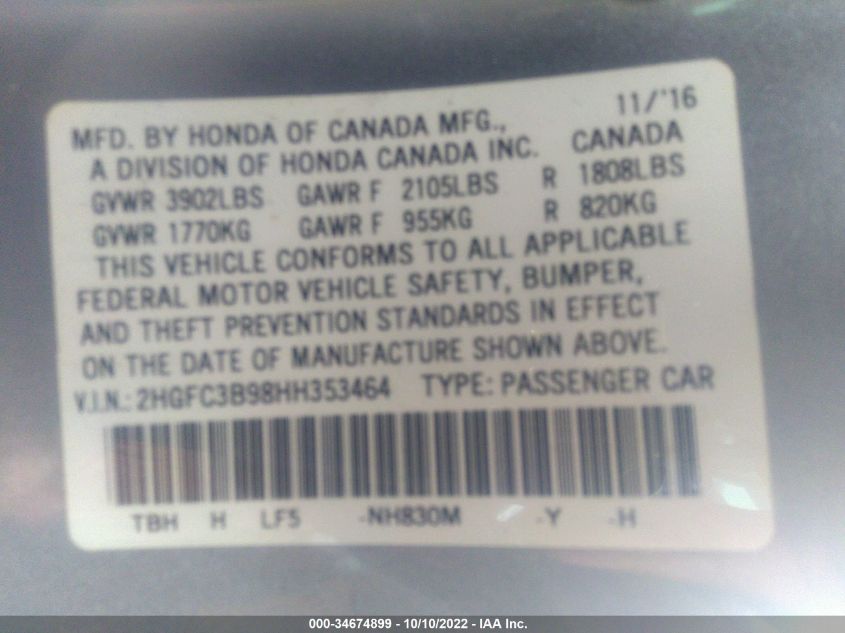 11/'16
MFD. BY HONDA OF CANADA MFG.,
A DIVISION OF HONDA CANADA INC. CANADA
GVWR 3902LBS GAWR F 2105LBS R 1808LBS
GVWR 1770KG GAWR F 955KG R 820KG
THIS VEHICLE CONFORMS TO ALL APPLICABLE
FEDERAL MOTOR VEHICLE SAFETY, BUMPER,
AND THEFT PREVENTION STANDARDS IN EFFECT
ON THE DATE OF MANUFACTURE SHOWN ABOVE.
V.I.N.: 2HGFC3B98HH353464 TYPE: PASSENGER CAR
TBH H LF5 -NH830M -Y -H
000-34674899 - 10/10/2022 - IAA Inc.